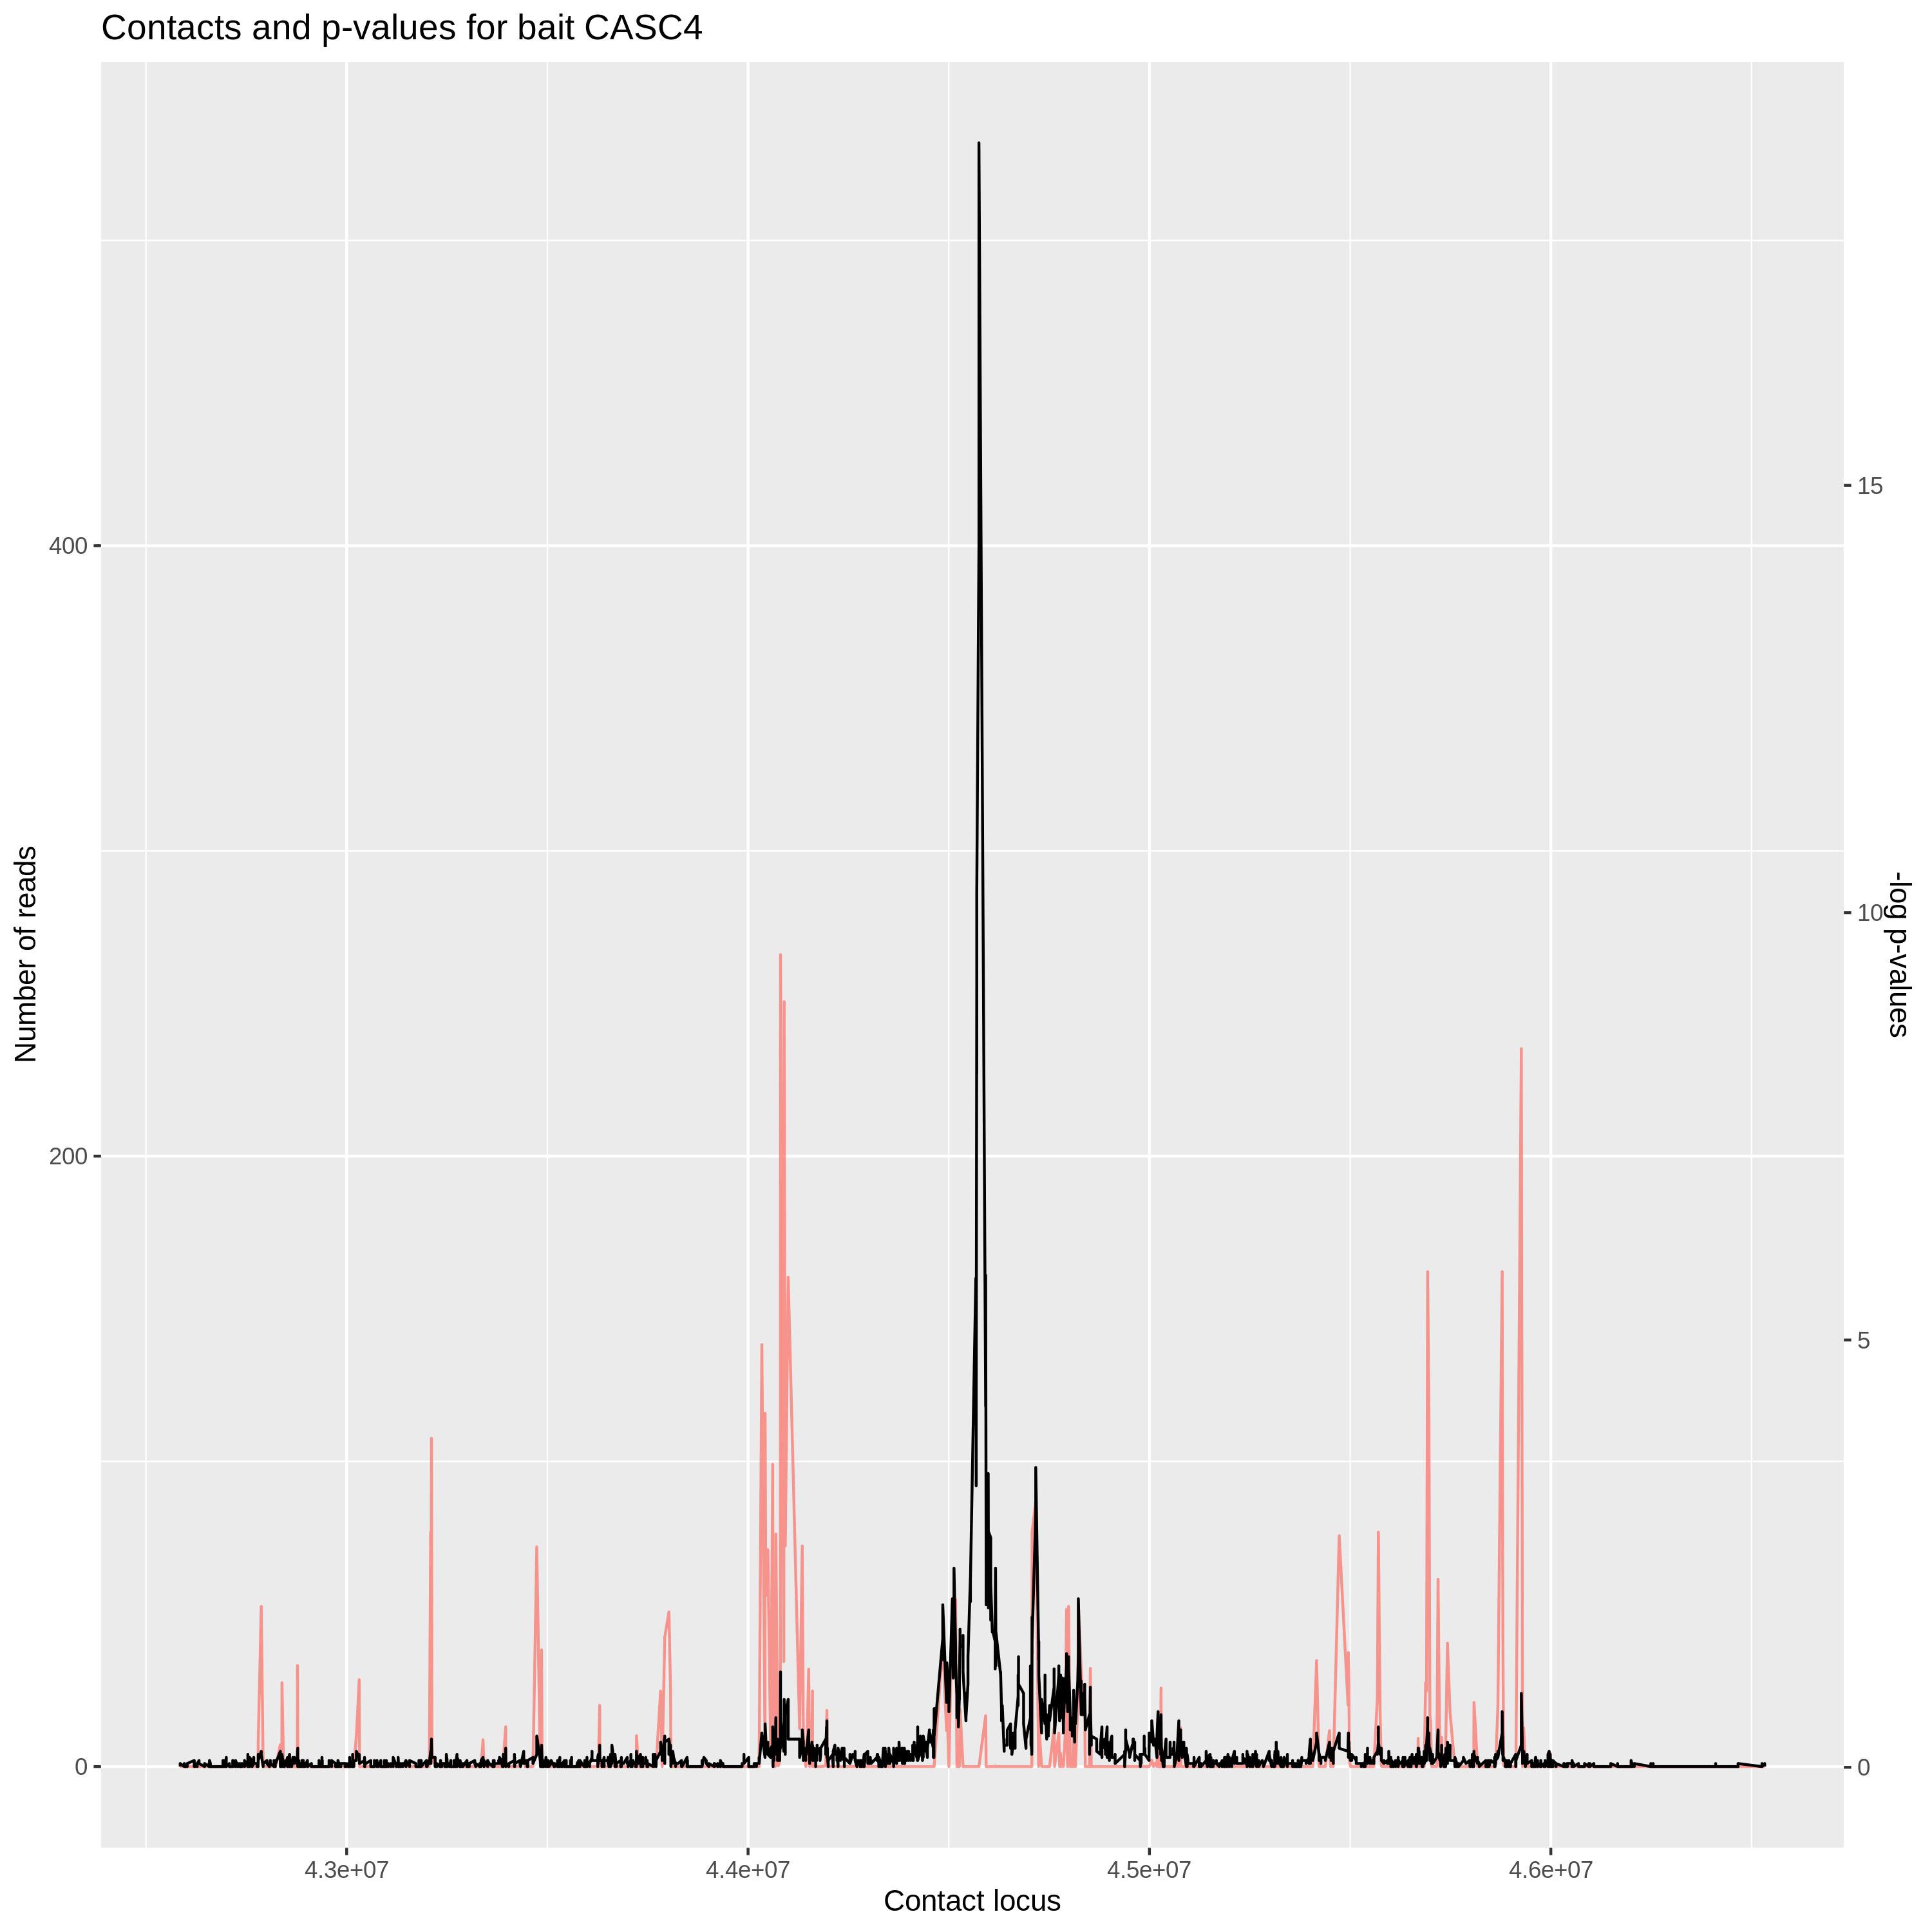 Contacts and p-values for bait CASC4
Number of reads
400
200
0
15
10
5
0
-log p-values
4.3e+07
4.4e+07
4.5e+07
4.6e+07
Contact locus